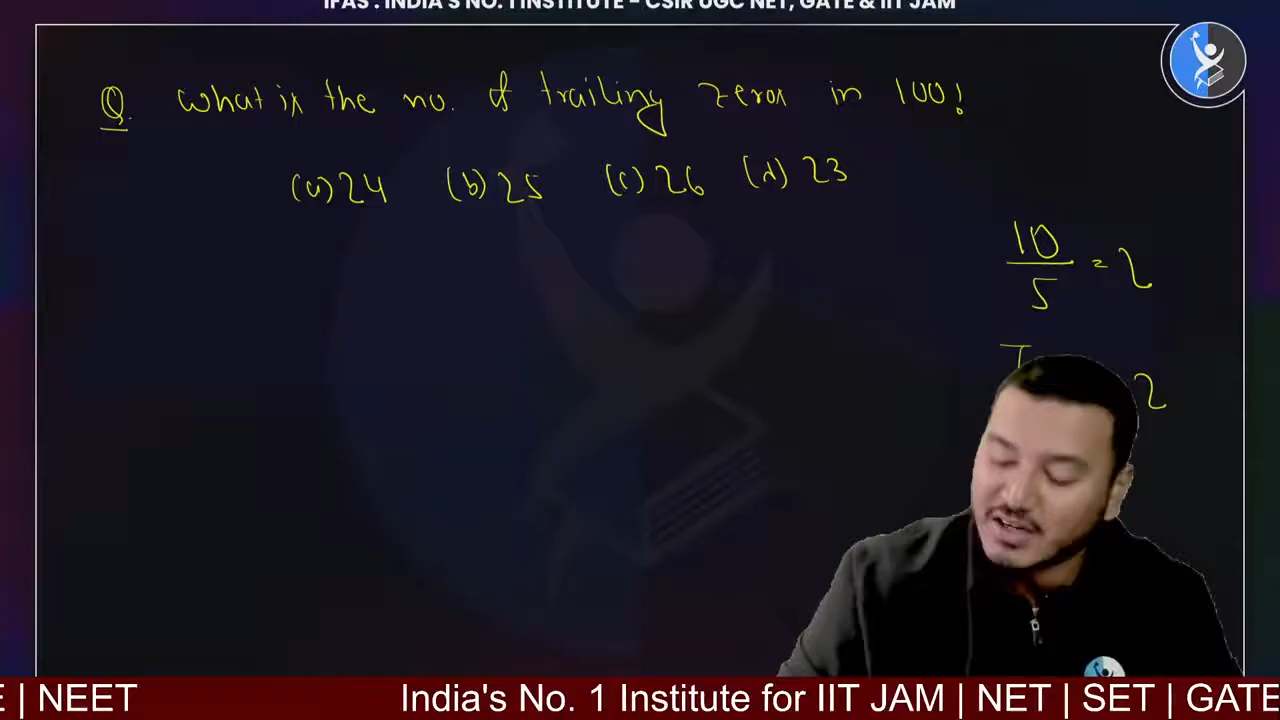 IFAS : INDIA'S NO. 1 INSTITUTE - CSIR UGC NET, GATE & IIT JAM
Q. What is the no. of trailing zeros in 100!
(a) 24 (b) 25 (c) 26 (d) 23
10
5
= 2
2
E | NEET India's No. 1 Institute for IIT JAM | NET | SET | GATE